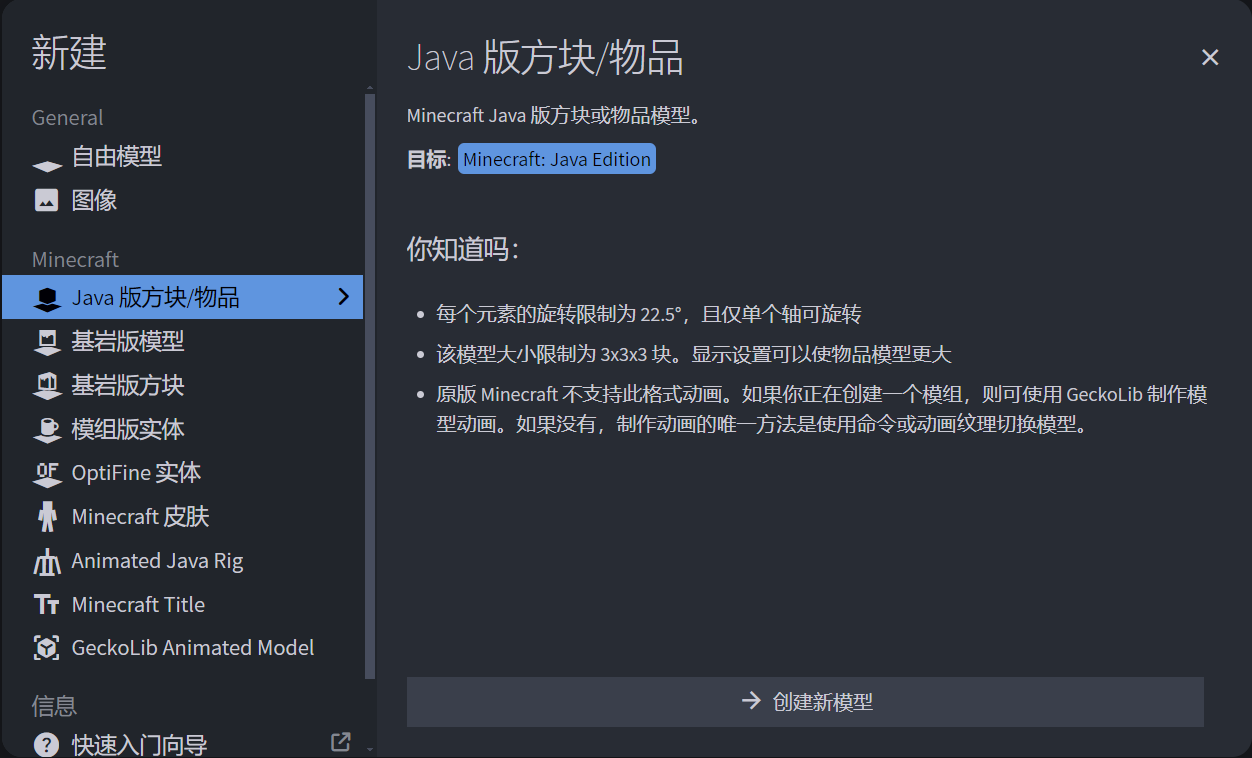 新建
General
自由模型
图像
Minecraft
Java 版方块/物品
基岩版模型
基岩版方块
模组版实体
OptiFine 实体
Minecraft 皮肤
Animated Java Rig
Minecraft Title
GeckoLib Animated Model
信息
快速入门向导
Java 版方块/物品
Minecraft Java 版方块或物品模型。
目标: Minecraft: Java Edition
你知道吗：
• 每个元素的旋转限制为 22.5°，且仅单个轴可旋转
• 该模型大小限制为 3x3x3 块。显示设置可以使物品模型更大
• 原版 Minecraft 不支持此格式动画。如果你正在创建一个模组，则可使用 GeckoLib 制作模
型动画。如果没有，制作动画的唯一方法是使用命令或动画纹理切换模型。
创建新模型